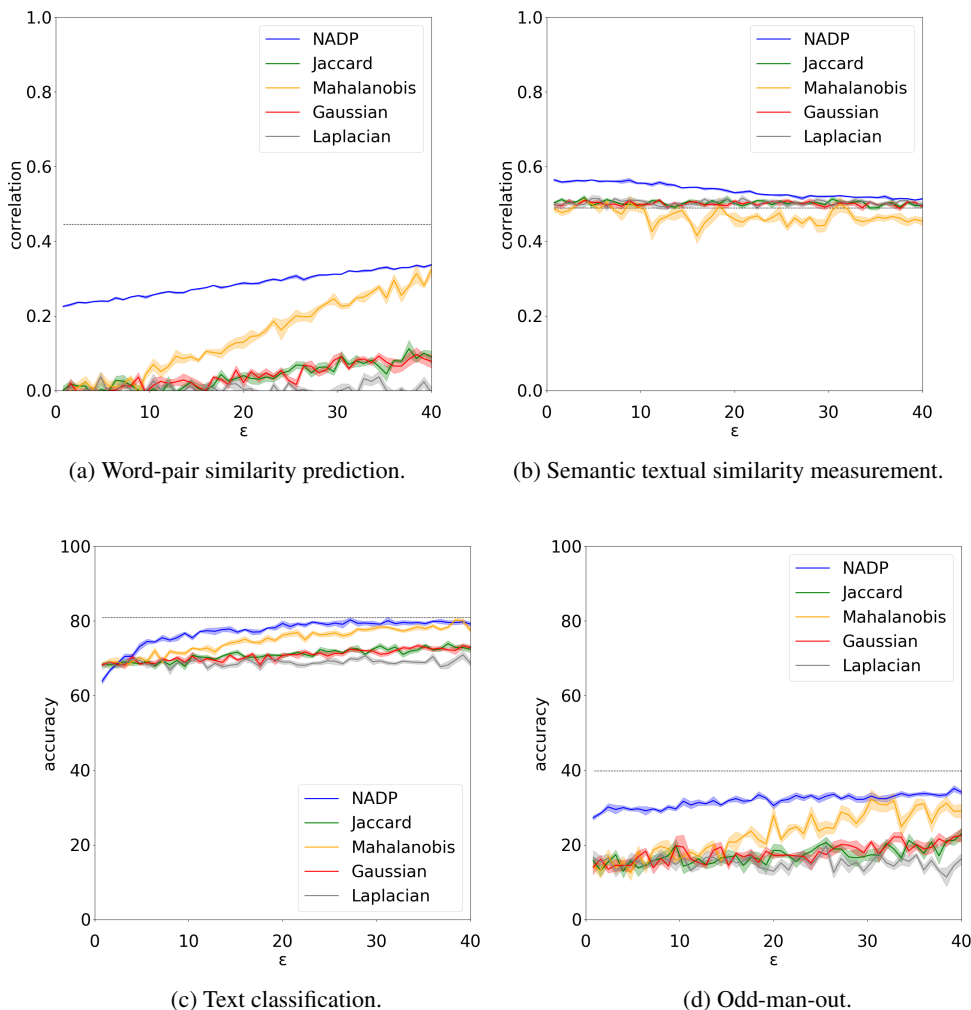 1.0
0.8
0.6
0.4
0.2
0.0
correlation
0 10 20 30 40
ε
NADP
Jaccard
Mahalanobis
Gaussian
Laplacian
(a) Word-pair similarity prediction.
1.0
0.8
0.6
0.4
0.2
0.0
correlation
0 10 20 30 40
ε
NADP
Jaccard
Mahalanobis
Gaussian
Laplacian
(b) Semantic textual similarity measurement.
100
80
60
40
20
0
accuracy
0 10 20 30 40
ε
NADP
Jaccard
Mahalanobis
Gaussian
Laplacian
(c) Text classification.
100
80
60
40
20
0
accuracy
0 10 20 30 40
ε
NADP
Jaccard
Mahalanobis
Gaussian
Laplacian
(d) Odd-man-out.